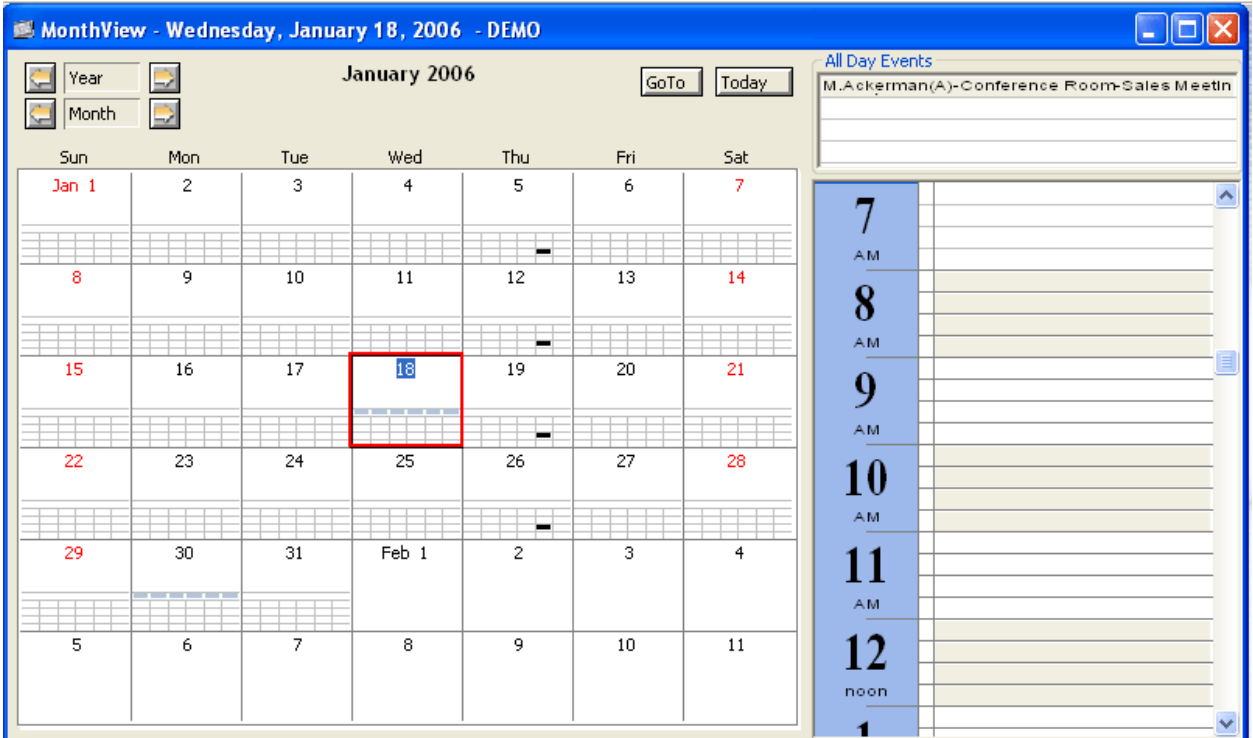 MonthView - Wednesday, January 18, 2006 - DEMO
Year
January 2006
GoTo
Today
Month
Sun Mon Tue Wed Thu Fri Sat
Jan 1 2 3 4 5 6 7
8 9 10 11 12 13 14
15 16 17 18 19 20 21
22 23 24 25 26 27 28
29 30 31 Feb 1 2 3 4
5 6 7 8 9 10 11
All Day Events
M.Ackerman(A)-Conference Room-Sales Meetin
7
AM
8
AM
9
AM
10
AM
11
AM
12
noon
1